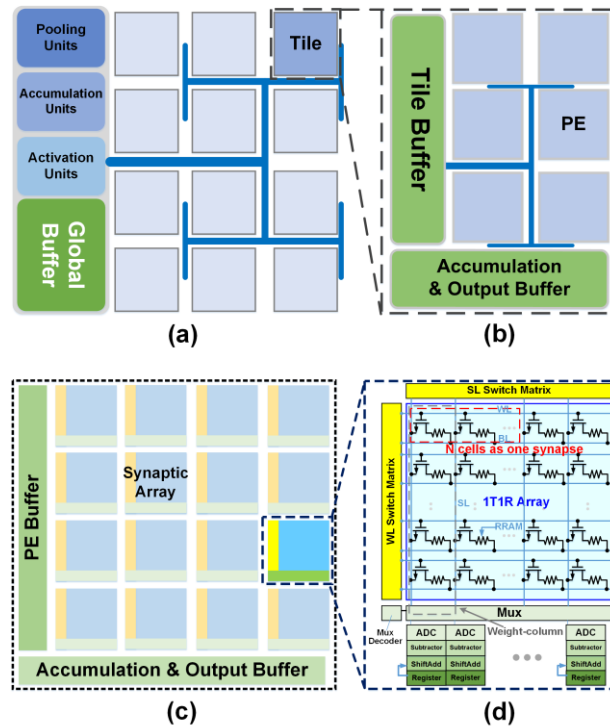 Pooling
Units
Accumulation
Units
Activation
Units
Global
Buffer
Tile
(a)
Tile Buffer
PE
Accumulation
& Output Buffer
(b)
PE Buffer
Synaptic
Array
Accumulation & Output Buffer
(c)
SL Switch Matrix
WL Switch Matrix
WL
BL
N cells as one synapse
SL
1T1R Array
RRAM
Mux
Mux
Decoder
Weight-column
ADC ADC ADC
Subtractor Subtractor Subtractor
ShiftAdd ShiftAdd ShiftAdd
Register Register Register
(d)